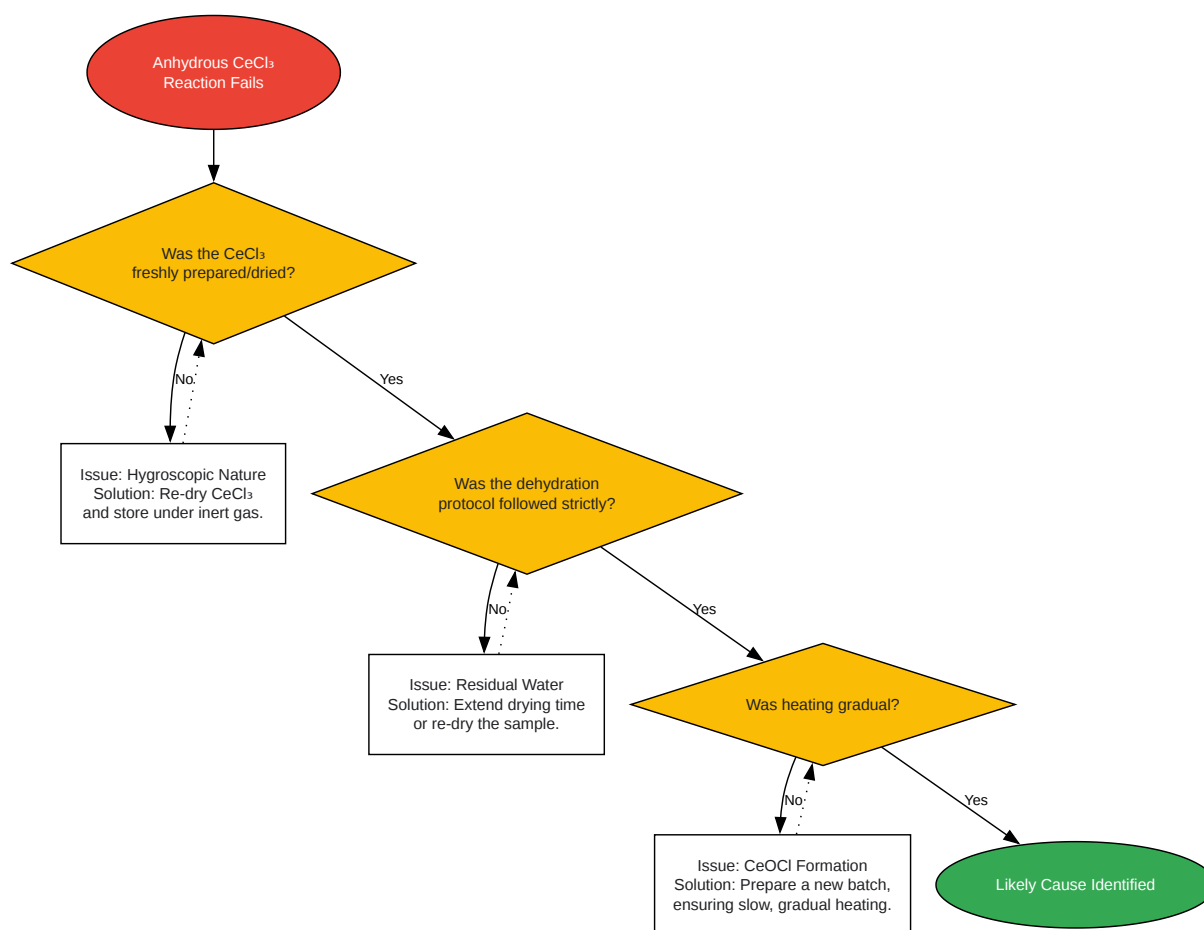 Anhydrous CeCl₃
Reaction Fails
Was the CeCl₃
freshly prepared/dried?
No
Yes
Issue: Hygroscopic Nature
Solution: Re-dry CeCl₃
and store under inert gas.
Was the dehydration
protocol followed strictly?
No
Yes
Issue: Residual Water
Solution: Extend drying time
or re-dry the sample.
Was heating gradual?
No
Yes
Issue: CeOCl Formation
Solution: Prepare a new batch,
ensuring slow, gradual heating.
Likely Cause Identified